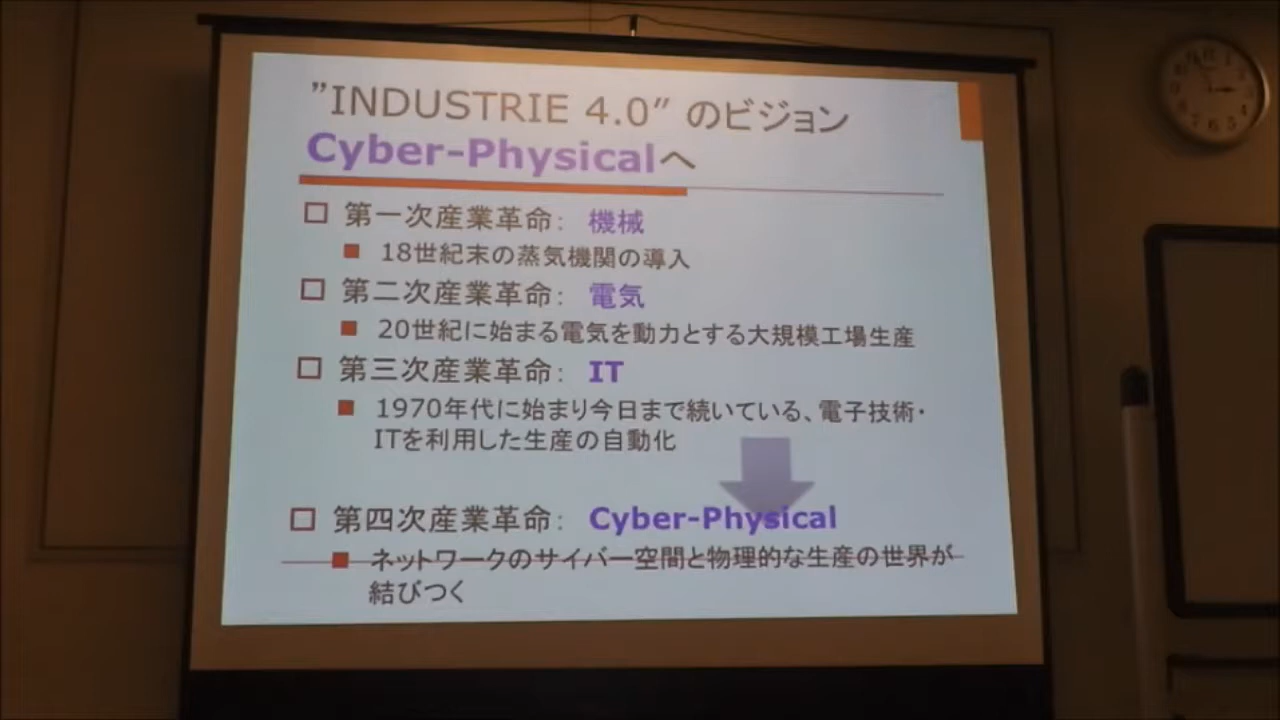 ”INDUSTRIE 4.0” のビジョン
Cyber-Physicalへ
第一次産業革命： 機械
18世紀末の蒸気機関の導入
第二次産業革命： 電気
20世紀に始まる電気を動力とする大規模工場生産
第三次産業革命： IT
1970年代に始まり今日まで続いている、電子技術・
ITを利用した生産の自動化
第四次産業革命： Cyber-Physical
ネットワークのサイバー空間と物理的な生産の世界が
結びつく